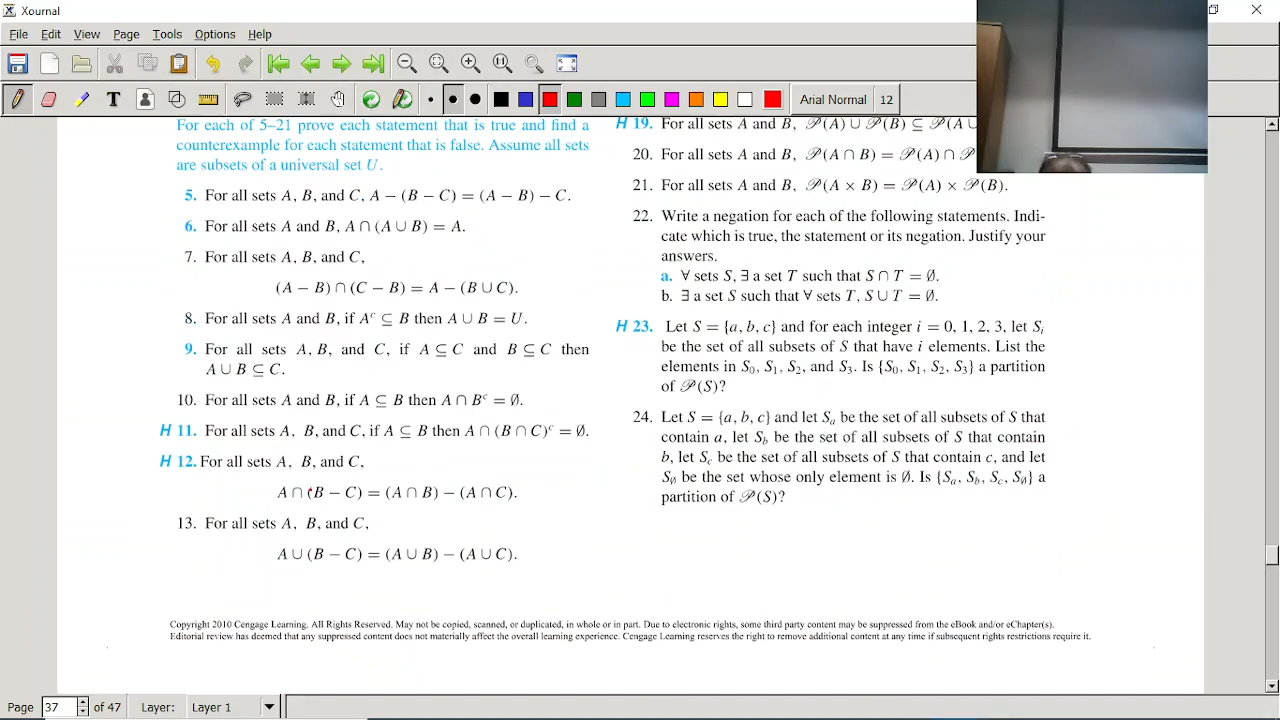 Xournal
File Edit View Page Tools Options Help
Arial Normal 12
For each of 5–21 prove each statement that is true and find a
counterexample for each statement that is false. Assume all sets
are subsets of a universal set U.
5. For all sets A, B, and C, A − (B − C) = (A − B) − C.
6. For all sets A and B, A ∩ (A ∪ B) = A.
7. For all sets A, B, and C,
(A − B) ∩ (C − B) = A − (B ∪ C).
8. For all sets A and B, if Aᶜ ⊆ B then A ∪ B = U.
9. For all sets A, B, and C, if A ⊆ C and B ⊆ C then
A ∪ B ⊆ C.
10. For all sets A and B, if A ⊆ B then A ∩ Bᶜ = ∅.
H 11. For all sets A, B, and C, if A ⊆ B then A ∩ (B ∩ C)ᶜ = ∅.
H 12. For all sets A, B, and C,
A ∩ (B − C) = (A ∩ B) − (A ∩ C).
13. For all sets A, B, and C,
A ∪ (B − C) = (A ∪ B) − (A ∪ C).
H 19. For all sets A and B, 𝒫(A) ∪ 𝒫(B) ⊆ 𝒫(A ∪
20. For all sets A and B, 𝒫(A ∩ B) = 𝒫(A) ∩ 𝒫
21. For all sets A and B, 𝒫(A × B) = 𝒫(A) × 𝒫(B).
22. Write a negation for each of the following statements. Indi-
cate which is true, the statement or its negation. Justify your
answers.
a. ∀ sets S, ∃ a set T such that S ∩ T = ∅.
b. ∃ a set S such that ∀ sets T, S ∪ T = ∅.
H 23. Let S = {a, b, c} and for each integer i = 0, 1, 2, 3, let Sᵢ
be the set of all subsets of S that have i elements. List the
elements in S₀, S₁, S₂, and S₃. Is {S₀, S₁, S₂, S₃} a partition
of 𝒫(S)?
24. Let S = {a, b, c} and let Sₐ be the set of all subsets of S that
contain a, let S_b be the set of all subsets of S that contain
b, let S_c be the set of all subsets of S that contain c, and let
S_∅ be the set whose only element is ∅. Is {Sₐ, S_b, S_c, S_∅} a
partition of 𝒫(S)?
Copyright 2010 Cengage Learning. All Rights Reserved. May not be copied, scanned, or duplicated, in whole or in part. Due to electronic rights, some third party content may be suppressed from the eBook and/or eChapter(s).
Editorial review has deemed that any suppressed content does not materially affect the overall learning experience. Cengage Learning reserves the right to remove additional content at any time if subsequent rights restrictions require it.
Page 37 of 47 Layer: Layer 1